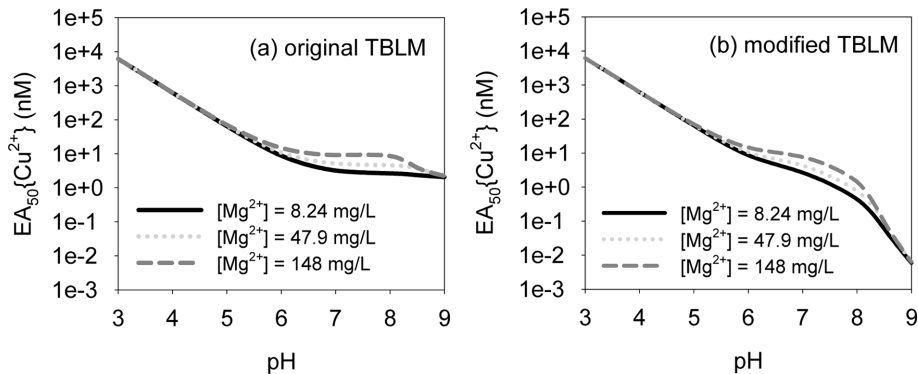 (a) original TBLM
EA₅₀{Cu²⁺} (nM)
1e+5
1e+4
1e+3
1e+2
1e+1
1e+0
1e-1
1e-2
1e-3
[Mg²⁺] = 8.24 mg/L
[Mg²⁺] = 47.9 mg/L
[Mg²⁺] = 148 mg/L
3 4 5 6 7 8 9
pH
(b) modified TBLM
EA₅₀{Cu²⁺} (nM)
1e+5
1e+4
1e+3
1e+2
1e+1
1e+0
1e-1
1e-2
1e-3
[Mg²⁺] = 8.24 mg/L
[Mg²⁺] = 47.9 mg/L
[Mg²⁺] = 148 mg/L
3 4 5 6 7 8 9
pH